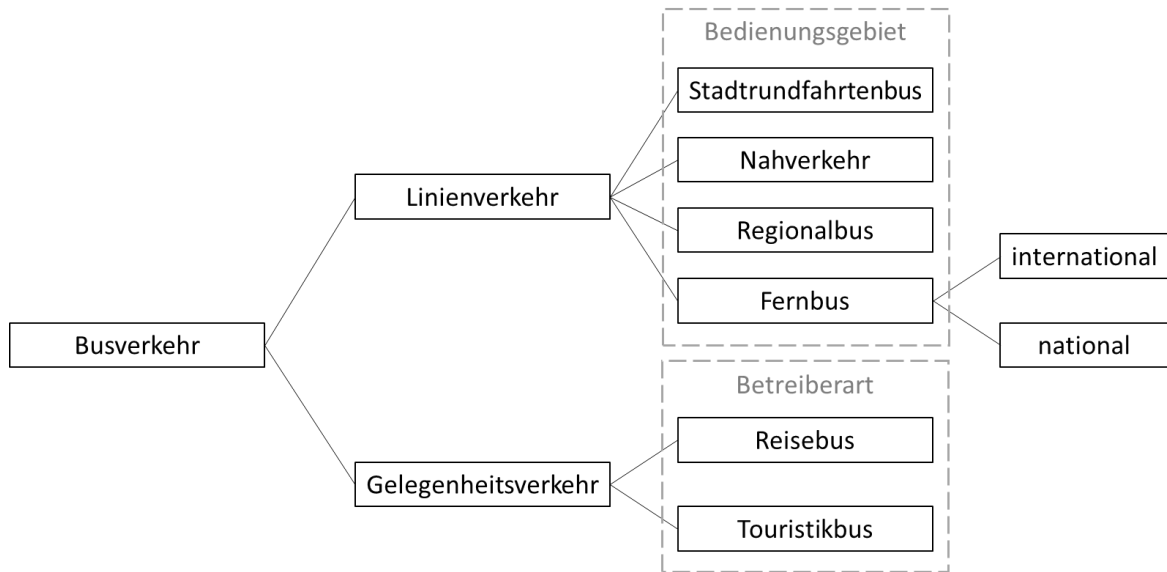 Bedienungsgebiet
Stadtrundfahrtenbus
Nahverkehr
Linienverkehr
Regionalbus
international
Fernbus
Busverkehr
national
Betreiberart
Reisebus
Gelegenheitsverkehr
Touristikbus